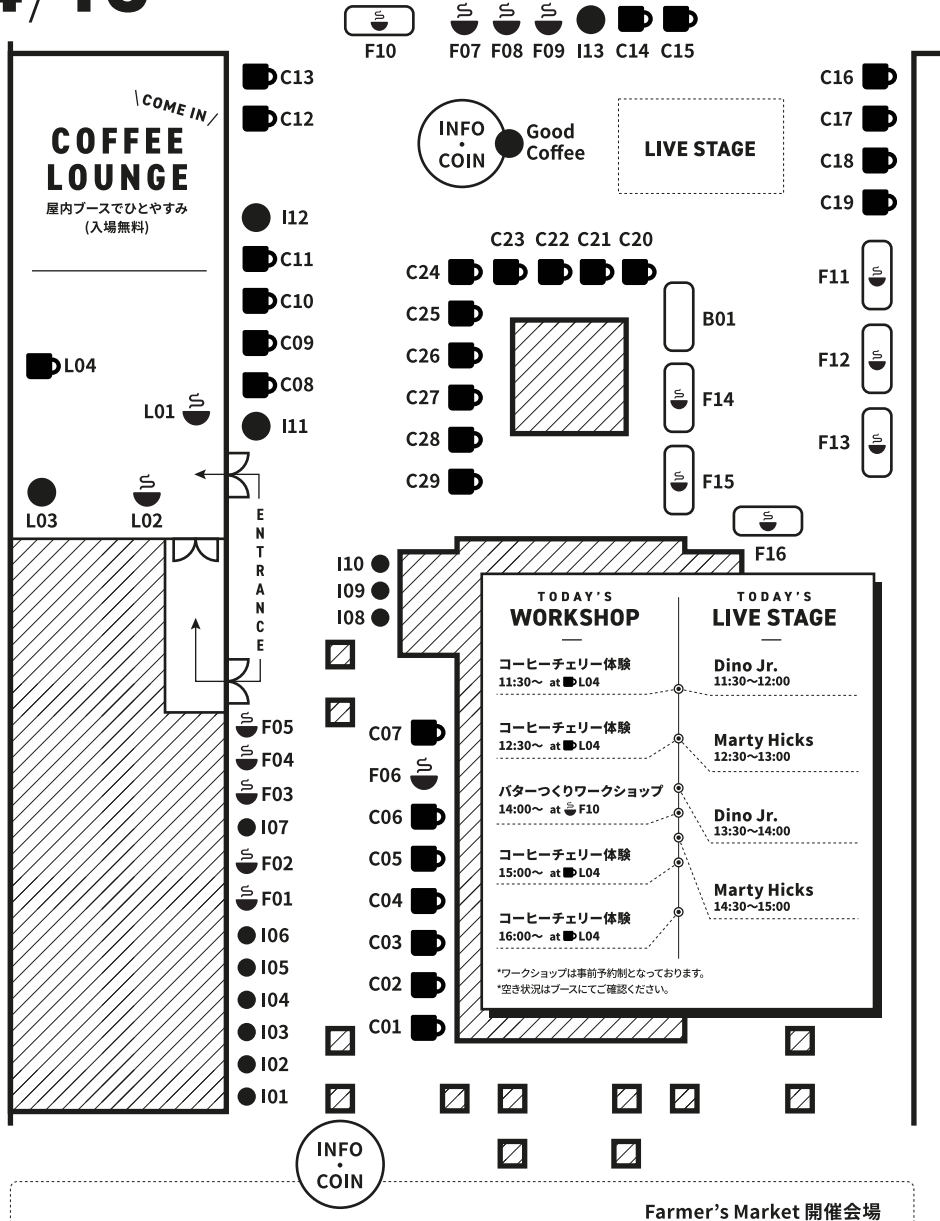 F10
F07
F08
F09
I13
C14
C15
C13
C12
COME IN
COFFEE
LOUNGE
屋内ブースでひとやすみ
(入場無料)
INFO
・
COIN
Good
Coffee
LIVE STAGE
C16
C17
C18
C19
I12
C11
C10
C09
C08
I11
L04
L01
L03
L02
ENTRANCE
C23
C22
C21
C20
C24
C25
C26
C27
C28
C29
B01
F14
F15
F11
F12
F13
F16
I10
I09
I08
TODAY'S
WORKSHOP
コーヒーチェリー体験
11:30〜 at L04
コーヒーチェリー体験
12:30〜 at L04
バターつくりワークショップ
14:00〜 at F10
コーヒーチェリー体験
15:00〜 at L04
コーヒーチェリー体験
16:00〜 at L04
TODAY'S
LIVE STAGE
Dino Jr.
11:30〜12:00
Marty Hicks
12:30〜13:00
Dino Jr.
13:30〜14:00
Marty Hicks
14:30〜15:00
*ワークショップは事前予約制となっております。
*空き状況はブースにてご確認ください。
F05
F04
F03
I07
F02
F01
I06
I05
I04
I03
I02
I01
C07
F06
C06
C05
C04
C03
C02
C01
INFO
・
COIN
Farmer's Market 開催会場